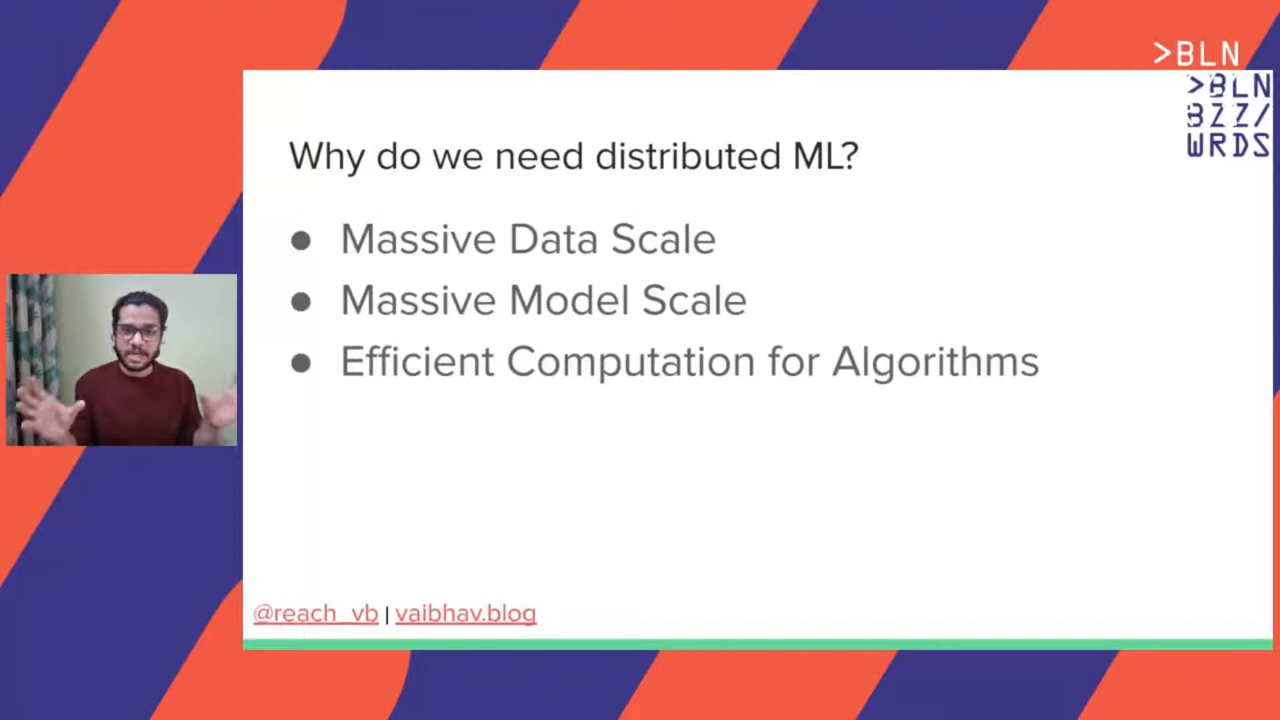 >BLN
>BLN
BZZ/
WRDS
Why do we need distributed ML?
● Massive Data Scale
● Massive Model Scale
● Efficient Computation for Algorithms
@reach_vb | vaibhav.blog